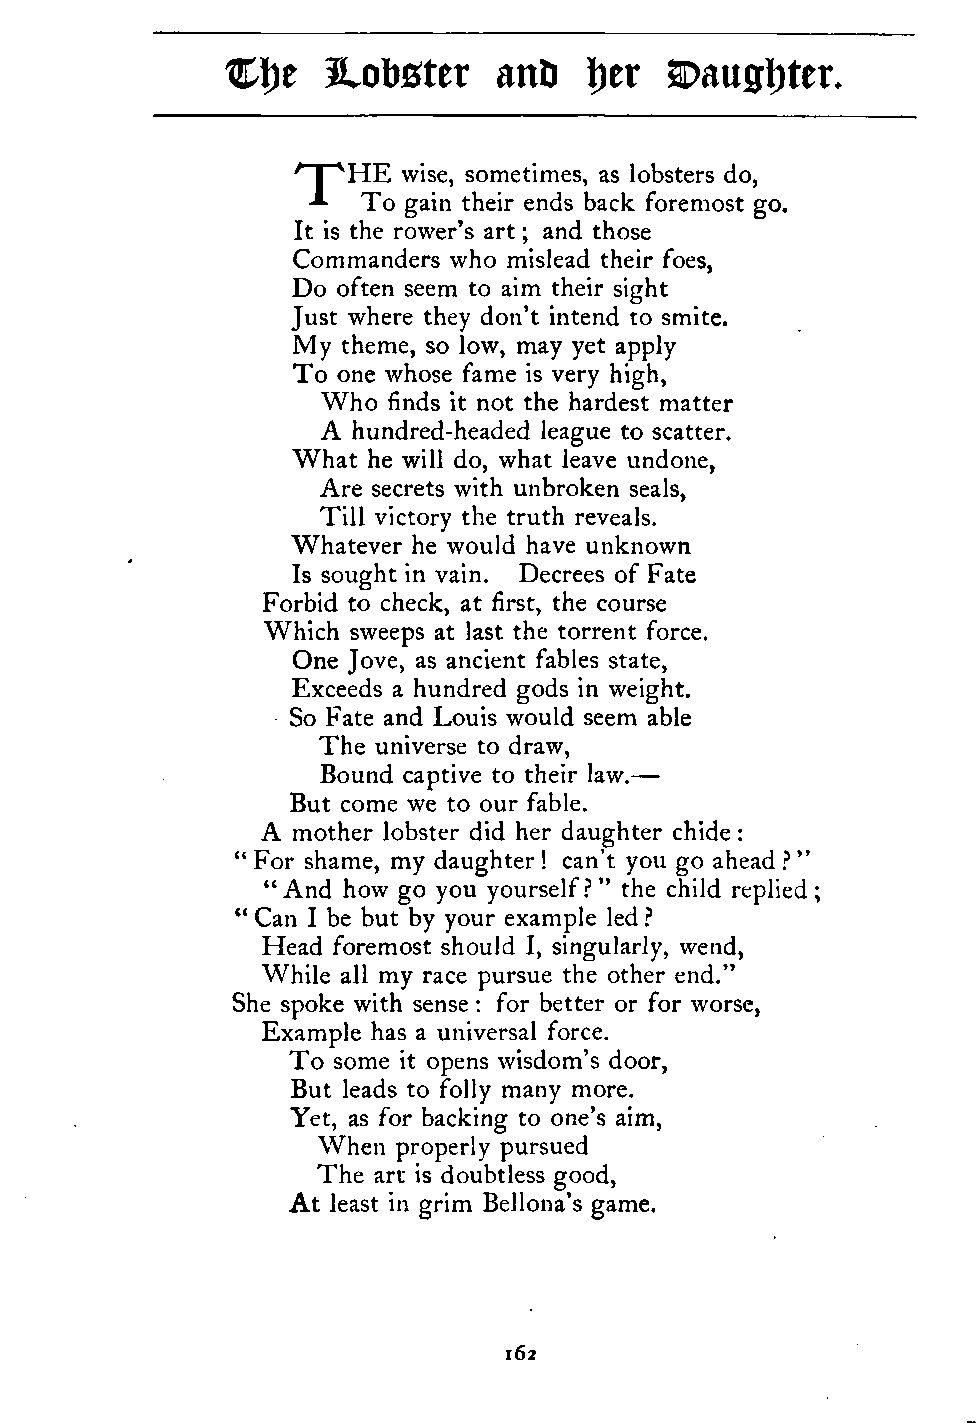 The Lobster and her Daughter.
THE wise, sometimes, as lobsters do,
To gain their ends back foremost go.
It is the rower's art; and those
Commanders who mislead their foes,
Do often seem to aim their sight
Just where they don't intend to smite.
My theme, so low, may yet apply
To one whose fame is very high,
Who finds it not the hardest matter
A hundred-headed league to scatter.
What he will do, what leave undone,
Are secrets with unbroken seals,
Till victory the truth reveals.
Whatever he would have unknown
Is sought in vain. Decrees of Fate
Forbid to check, at first, the course
Which sweeps at last the torrent force.
One Jove, as ancient fables state,
Exceeds a hundred gods in weight.
So Fate and Louis would seem able
The universe to draw,
Bound captive to their law.—
But come we to our fable.
A mother lobster did her daughter chide:
"For shame, my daughter! can't you go ahead?"
"And how go you yourself?" the child replied;
"Can I be but by your example led?
Head foremost should I, singularly, wend,
While all my race pursue the other end."
She spoke with sense: for better or for worse,
Example has a universal force.
To some it opens wisdom's door,
But leads to folly many more.
Yet, as for backing to one's aim,
When properly pursued
The art is doubtless good,
At least in grim Bellona's game.
162